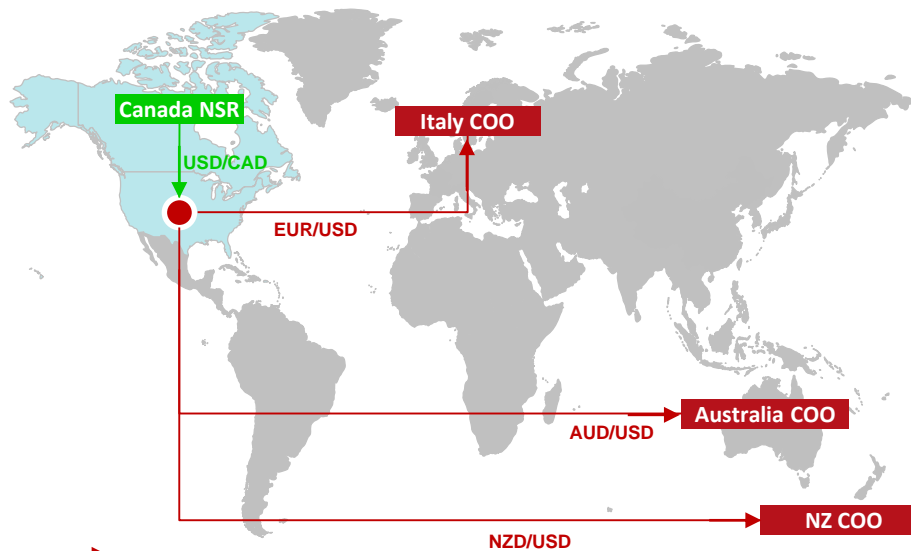 Canada NSR
Italy COO
USD/CAD
EUR/USD
Australia COO
AUD/USD
NZ COO
NZD/USD